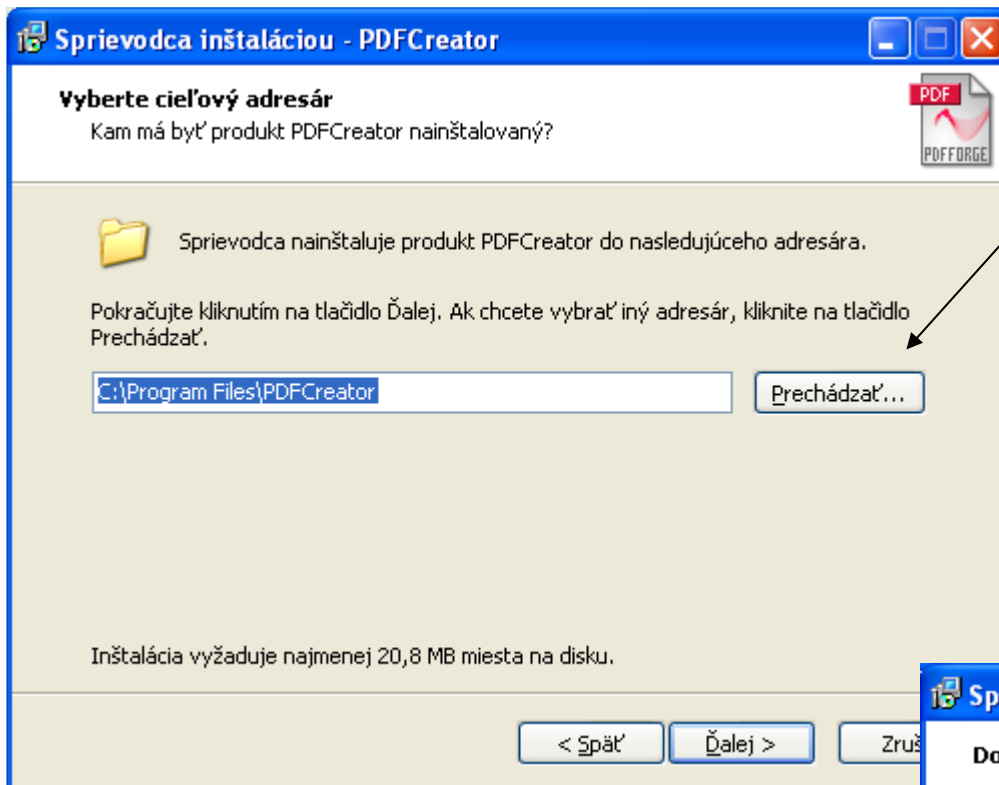 Sprievodca inštaláciou - PDFCreator
Vyberte cieľový adresár
Kam má byť produkt PDFCreator nainštalovaný?
PDF
PDFFORGE
Sprievodca nainštaluje produkt PDFCreator do nasledujúceho adresára.
Pokračujte kliknutím na tlačidlo Ďalej. Ak chcete vybrať iný adresár, kliknite na tlačidlo
Prechádzať.
C:\Program Files\PDFCreator
Prechádzať...
Inštalácia vyžaduje najmenej 20,8 MB miesta na disku.
< Späť
Ďalej >